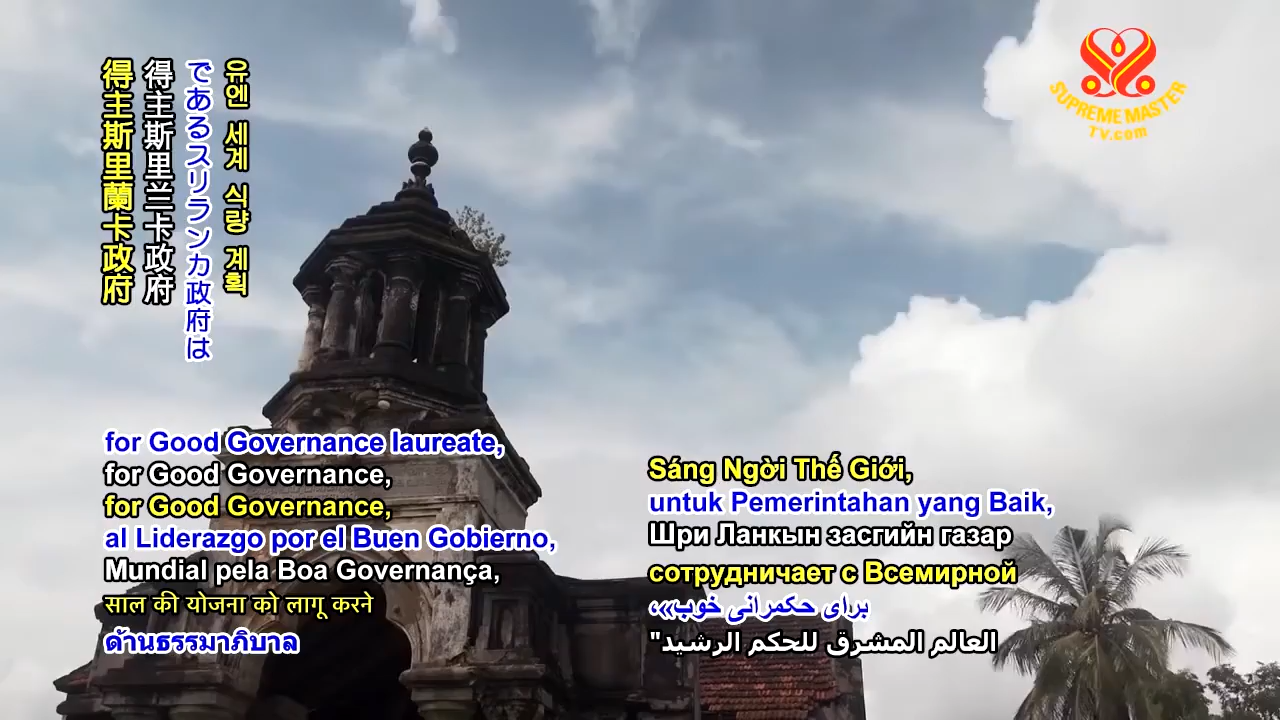 유엔 세계 식량 계획
であるスリランカ政府は
得主斯里兰卡政府
得主斯里蘭卡政府
SUPREME MASTER
TV.com
for Good Governance laureate,
for Good Governance,
for Good Governance,
al Liderazgo por el Buen Gobierno,
Mundial pela Boa Governança,
साल की योजना को लागू करने
ด้านธรรมาภิบาล
Sáng Ngời Thế Giới,
untuk Pemerintahan yang Baik,
Шри Ланкын засгийн газар
сотрудничает с Всемирной
برای حکمرانی خوب»،
العالم المشرق للحكم الرشيد"